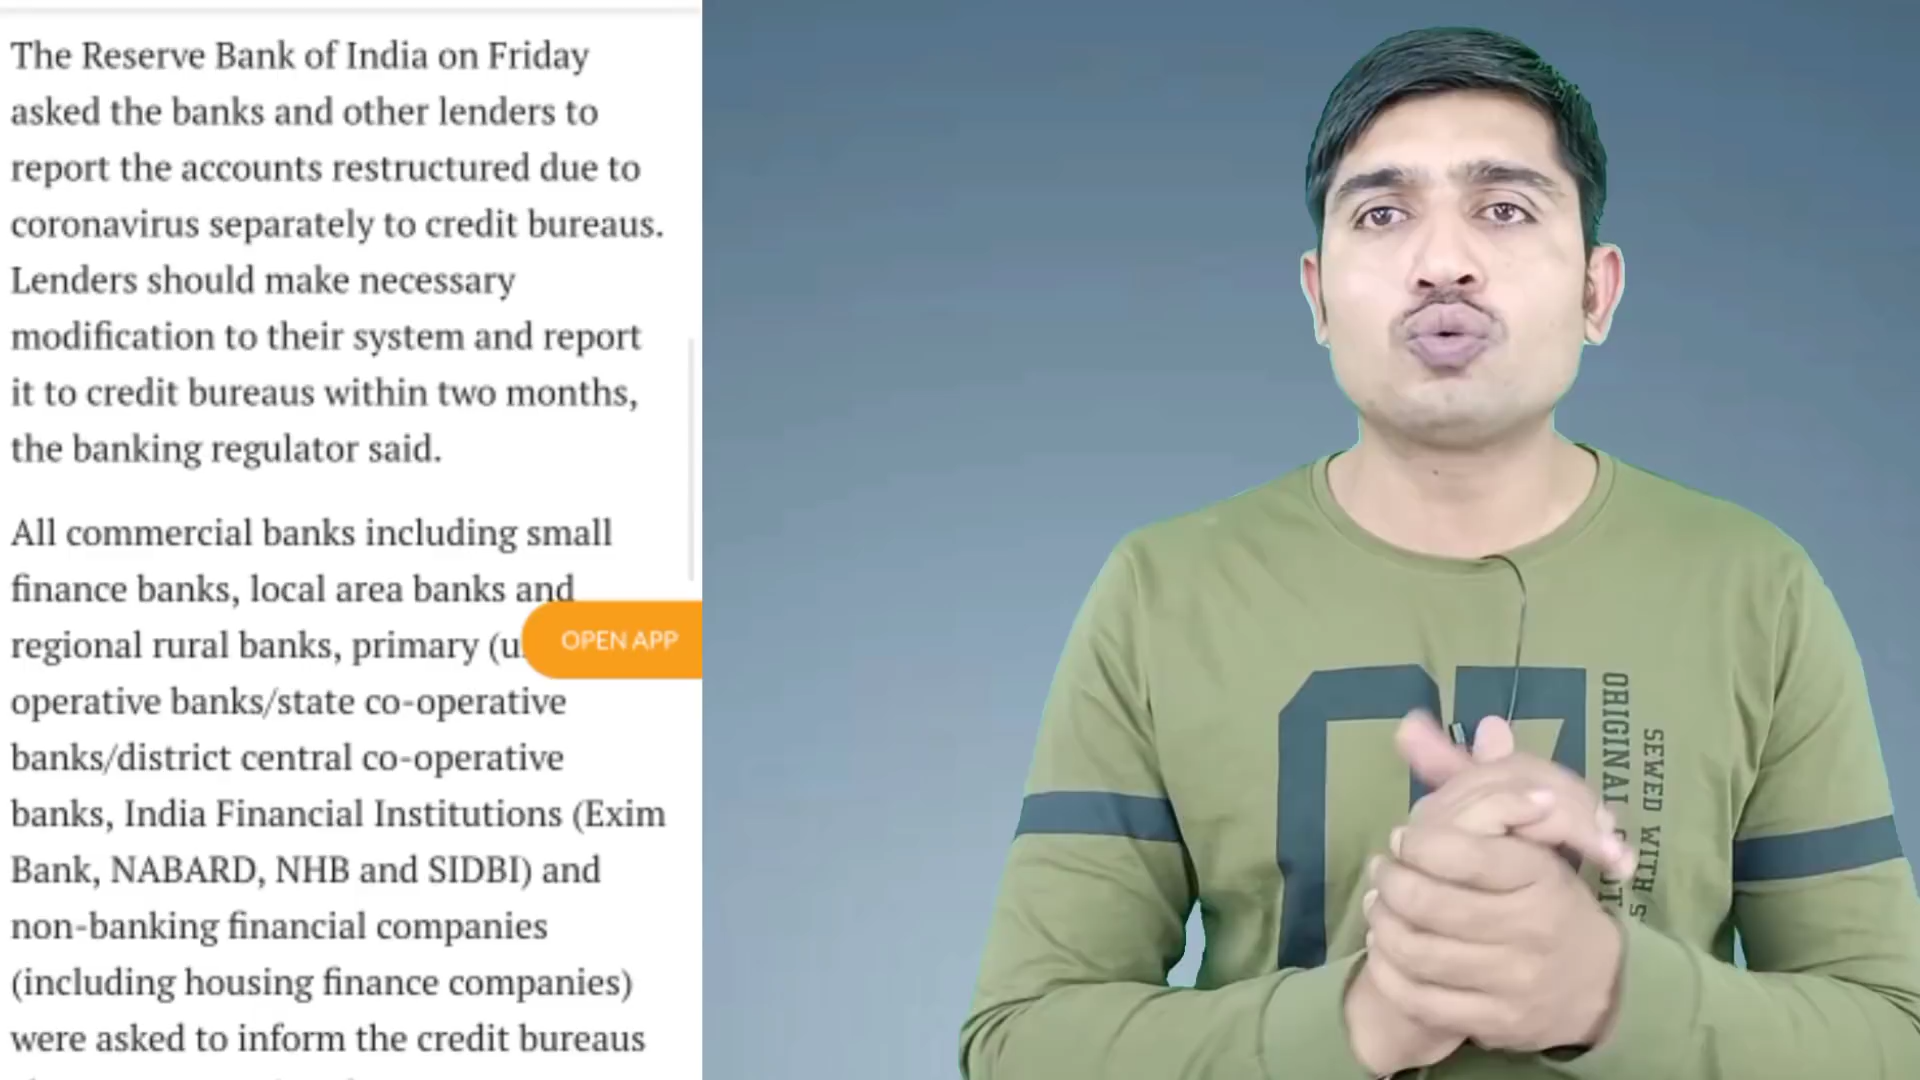 The Reserve Bank of India on Friday
asked the banks and other lenders to
report the accounts restructured due to
coronavirus separately to credit bureaus.
Lenders should make necessary
modification to their system and report
it to credit bureaus within two months,
the banking regulator said.
All commercial banks including small
finance banks, local area banks and
regional rural banks, primary (u
OPEN APP
operative banks/state co-operative
banks/district central co-operative
banks, India Financial Institutions (Exim
Bank, NABARD, NHB and SIDBI) and
non-banking financial companies
(including housing finance companies)
were asked to inform the credit bureaus
ORIGINAL
SEWED WITH